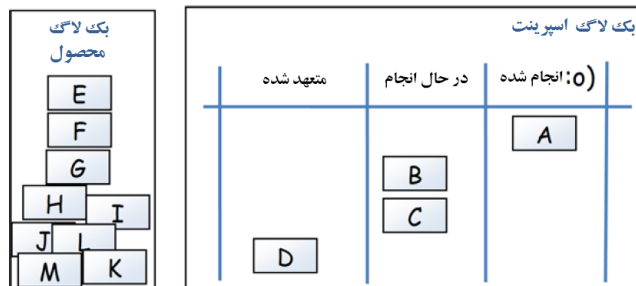 بک لاگ
محصول
E
F
G
H
I
J
L
M
K
بک لاگ اسپرینت
متعهد شده
در حال انجام
انجام شده :o)
A
B
C
D